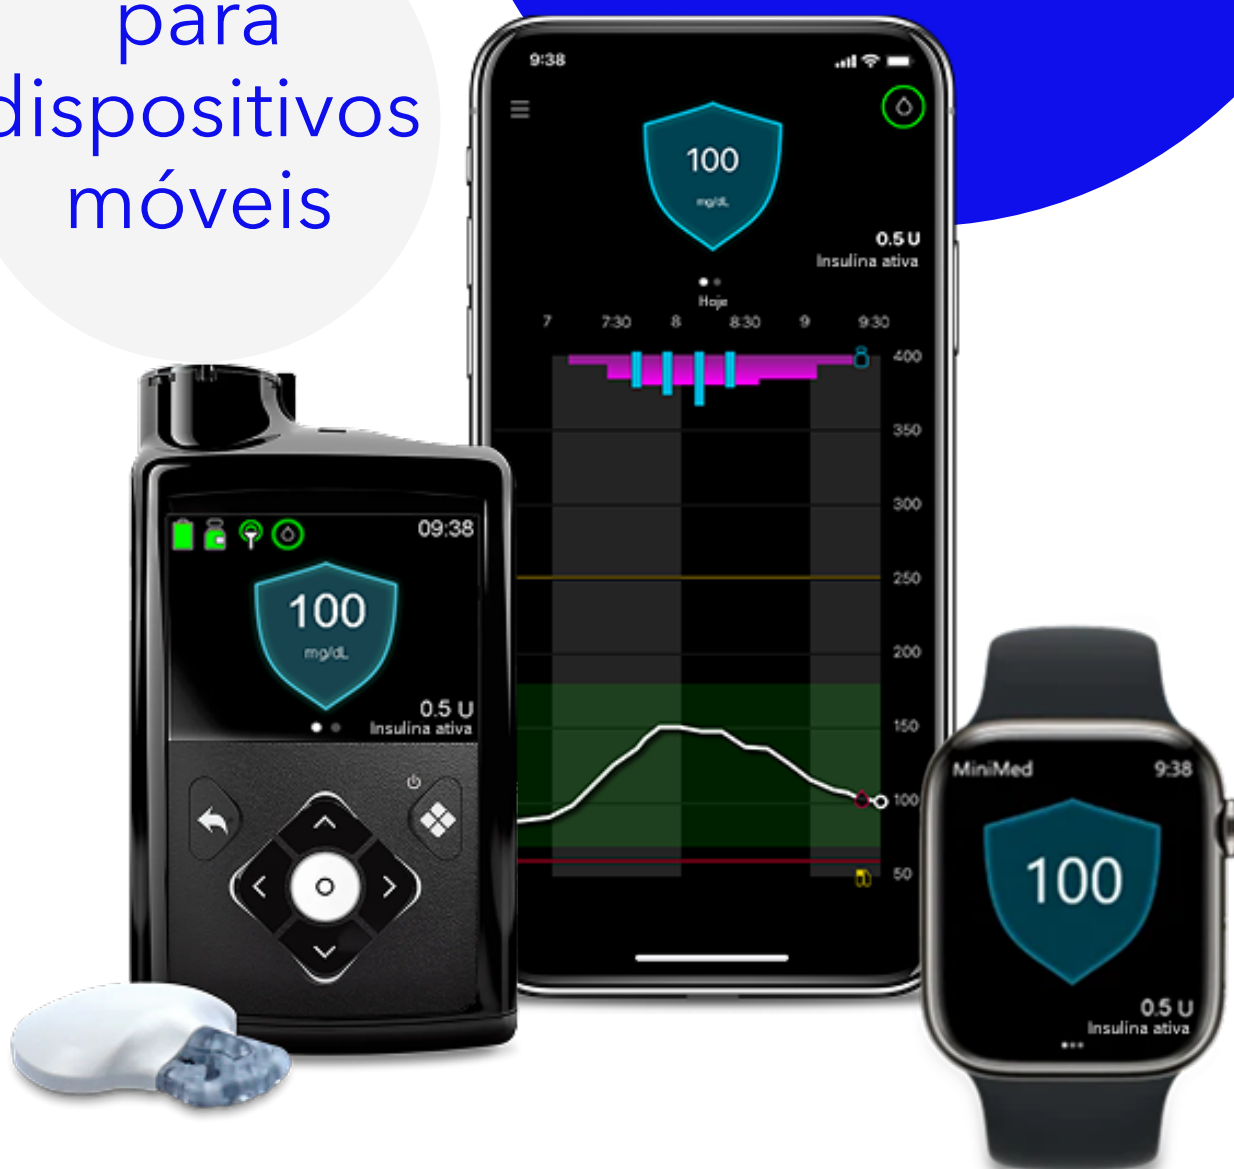 para
dispositivos
móveis
9:38
100
mg/dL
0.5 U
Insulina ativa
Hoje
7 7:30 8 8:30 9 9:30
400
350
300
250
200
150
100
50
09:38
100
mg/dL
0.5 U
Insulina ativa
MiniMed 9:38
100
0.5 U
Insulina ativa